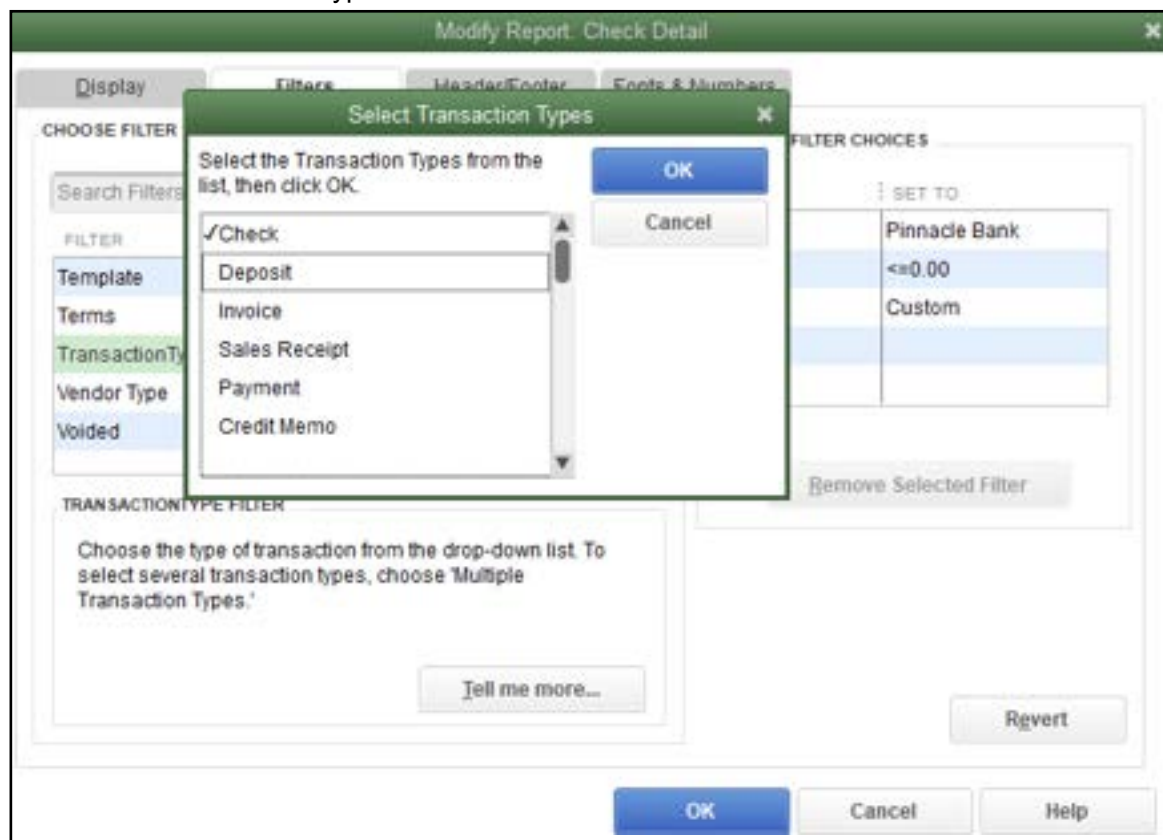 Modify Report: Check Detail
Display
Filters
Header/Footer
Fonts & Numbers
CHOOSE FILTER
Search Filters
FILTER
Template
Terms
TransactionTy
Vendor Type
Voided
Select Transaction Types
Select the Transaction Types from the
list, then click OK.
✓Check
Deposit
Invoice
Sales Receipt
Payment
Credit Memo
OK
Cancel
FILTER CHOICES
SET TO
Pinnacle Bank
<=0.00
Custom
Remove Selected Filter
TRANSACTIONTYPE FILTER
Choose the type of transaction from the drop-down list. To
select several transaction types, choose 'Multiple
Transaction Types.'
Tell me more...
Revert
OK
Cancel
Help